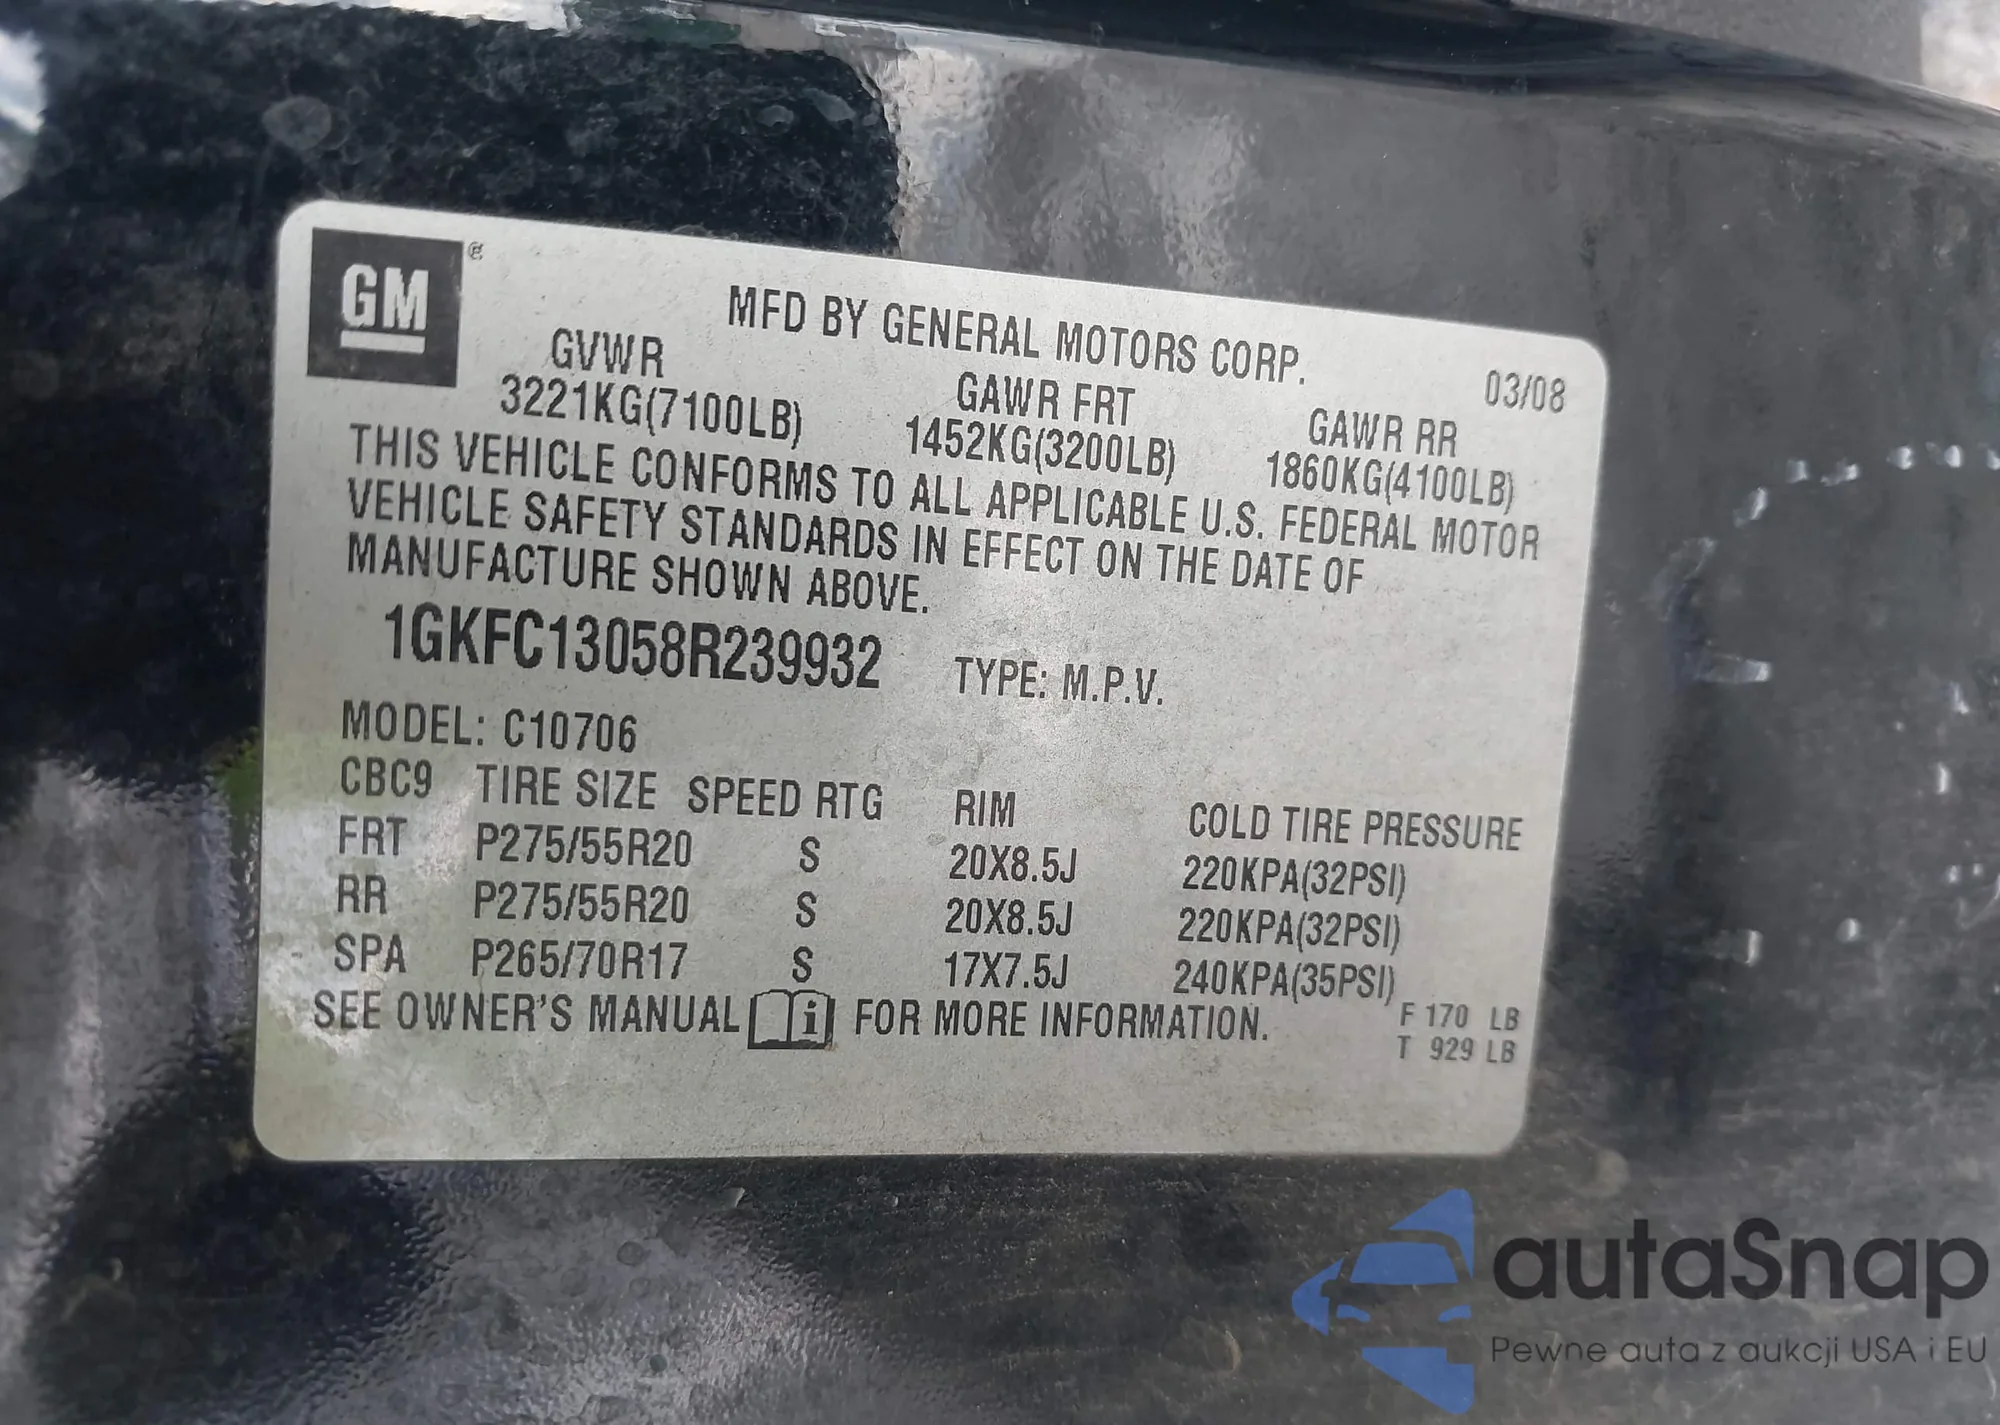 GM ®
MFD BY GENERAL MOTORS CORP.
03/08
GVWR GAWR FRT GAWR RR
3221KG(7100LB) 1452KG(3200LB) 1860KG(4100LB)
THIS VEHICLE CONFORMS TO ALL APPLICABLE U.S. FEDERAL MOTOR
VEHICLE SAFETY STANDARDS IN EFFECT ON THE DATE OF
MANUFACTURE SHOWN ABOVE.
1GKFC13058R239932 TYPE: M.P.V.
MODEL: C10706
CBC9 TIRE SIZE SPEED RTG RIM COLD TIRE PRESSURE
FRT P275/55R20 S 20X8.5J 220KPA(32PSI)
RR P275/55R20 S 20X8.5J 220KPA(32PSI)
SPA P265/70R17 S 17X7.5J 240KPA(35PSI)
SEE OWNER'S MANUAL i FOR MORE INFORMATION.
F 170 LB
T 929 LB
autaSnap
Pewne auta z aukcji USA i EU